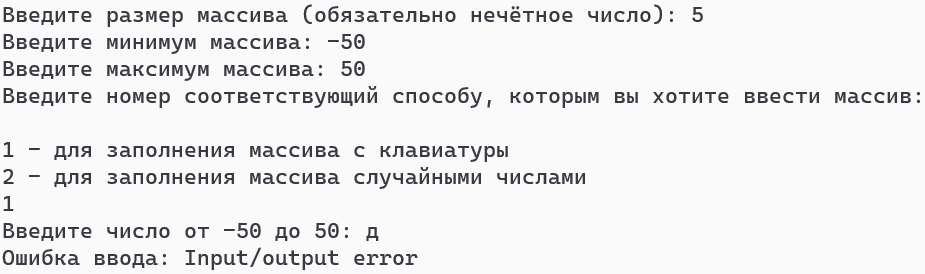 Введите размер массива (обязательно нечётное число): 5
Введите минимум массива: -50
Введите максимум массива: 50
Введите номер соответствующий способу, которым вы хотите ввести массив:
1 - для заполнения массива с клавиатуры
2 - для заполнения массива случайными числами
1
Введите число от -50 до 50: д
Ошибка ввода: Input/output error